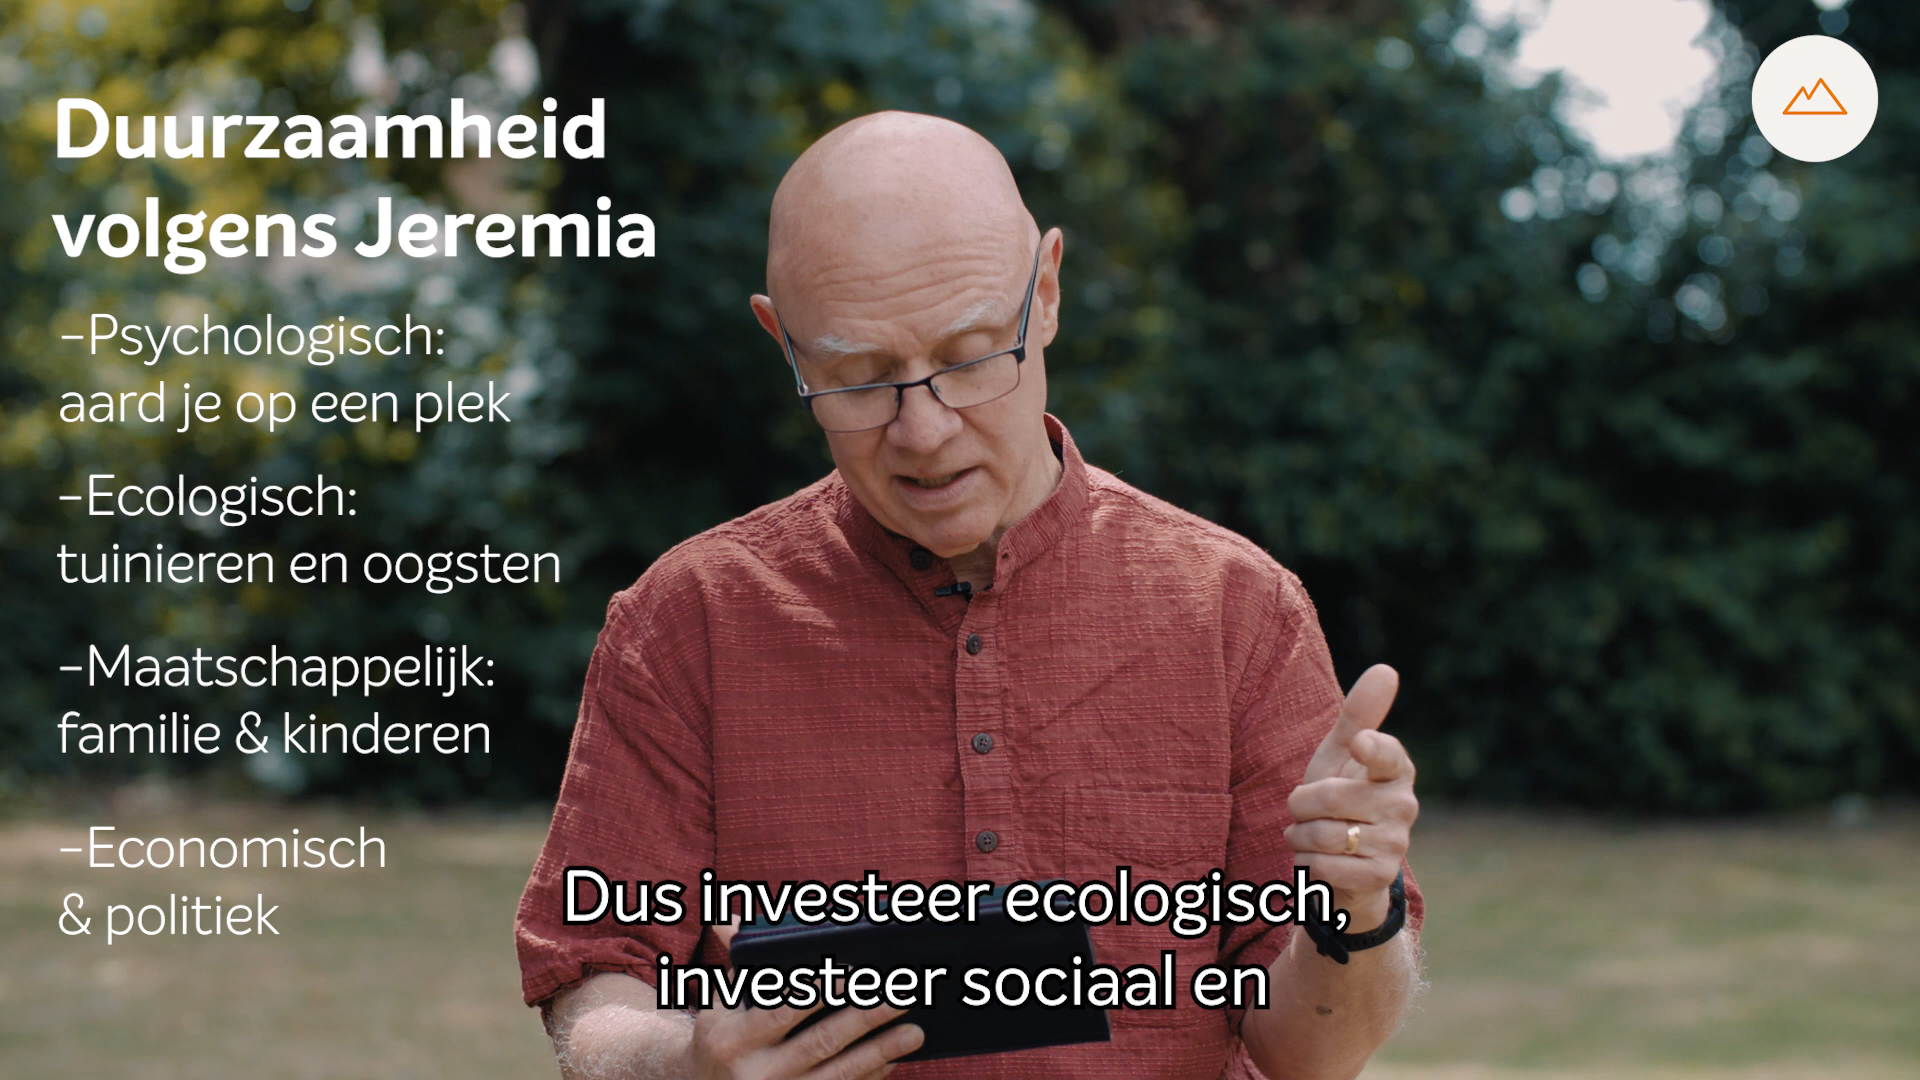 Duurzaamheid
volgens Jeremia
-Psychologisch:
aard je op een plek
-Ecologisch:
tuinieren en oogsten
-Maatschappelijk:
familie & kinderen
-Economisch
& politiek
Dus investeer ecologisch,
investeer sociaal en